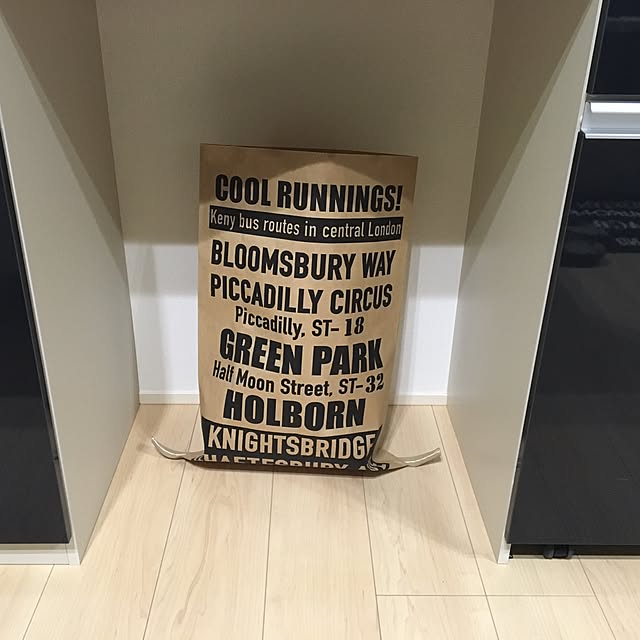 COOL RUNNINGS!
Keny bus routes in central London
BLOOMSBURY WAY
PICCADILLY CIRCUS
Piccadilly, ST-18
GREEN PARK
Half Moon Street, ST-32
HOLBORN
KNIGHTSBRIDGE